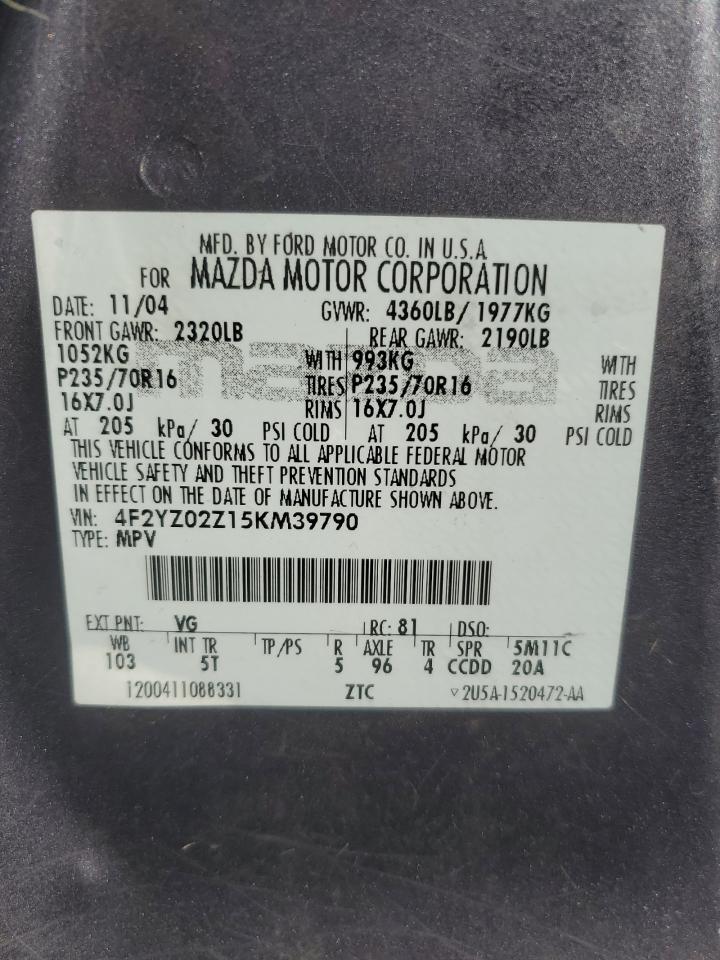 MFD. BY FORD MOTOR CO. IN U.S.A.
FOR MAZDA MOTOR CORPORATION
DATE: 11/04 GVWR: 4360LB/ 1977KG
FRONT GAWR: 2320LB REAR GAWR: 2190LB
1052KG WITH 993KG WITH
mazda
P235/70R16 TIRES P235/70R16 TIRES
16X7.0J RIMS 16X7.0J RIMS
AT 205 kPa/ 30 PSI COLD AT 205 kPa/ 30 PSI COLD
THIS VEHICLE CONFORMS TO ALL APPLICABLE FEDERAL MOTOR
VEHICLE SAFETY AND THEFT PREVENTION STANDARDS
IN EFFECT ON THE DATE OF MANUFACTURE SHOWN ABOVE.
VIN: 4F2YZ02Z15KM39790
TYPE: MPV
EXT PNT: VG RC: 81 DSO:
WB INT TR TP/PS R AXLE TR SPR 5M11C
103 5T 5 96 4 CCDD 20A
1200411088331 ZTC 2U5A-1520472-AA